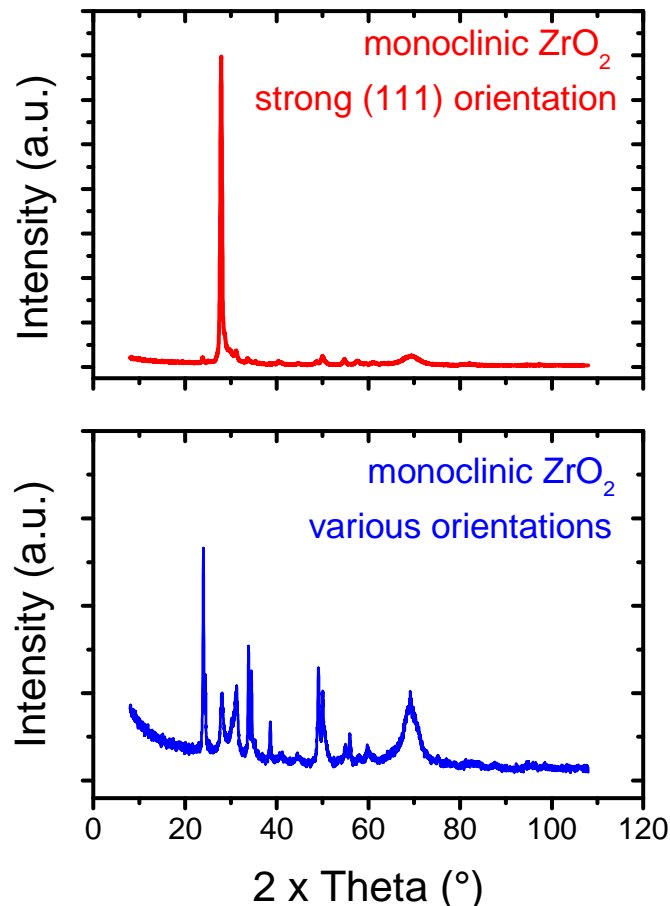 monoclinic ZrO₂
strong (111) orientation
Intensity (a.u.)
monoclinic ZrO₂
various orientations
Intensity (a.u.)
0 20 40 60 80 100 120
2 x Theta (°)